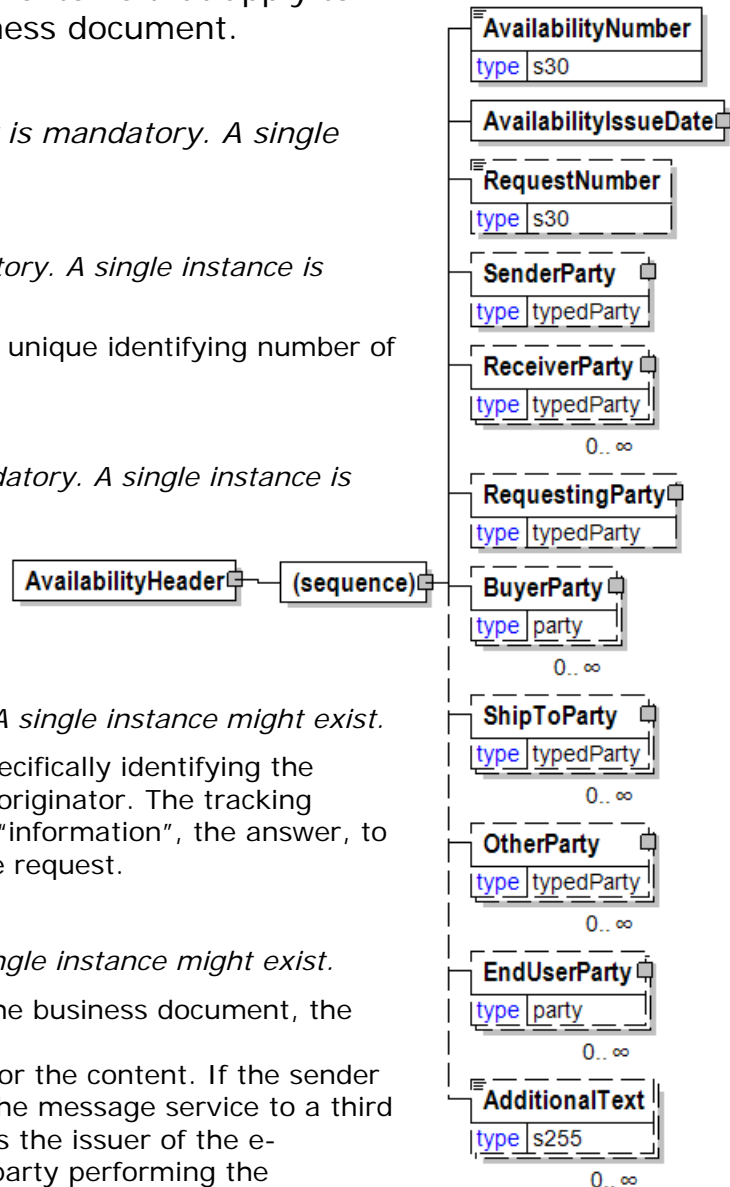 ness document.
is mandatory. A single
tory. A single instance is
unique identifying number of
datory. A single instance is
A single instance might exist.
ecifically identifying the
originator. The tracking
“information”, the answer, to
e request.
ngle instance might exist.
he business document, the
or the content. If the sender
he message service to a third
s the issuer of the e-
party performing the
AvailabilityHeader
(sequence)
AvailabilityNumber
type s30
AvailabilityIssueDate
RequestNumber
type s30
SenderParty
type typedParty
ReceiverParty
type typedParty
0.. ∞
RequestingParty
type typedParty
BuyerParty
type party
0.. ∞
ShipToParty
type typedParty
0.. ∞
OtherParty
type typedParty
0.. ∞
EndUserParty
type party
0.. ∞
AdditionalText
type s255
0.. ∞